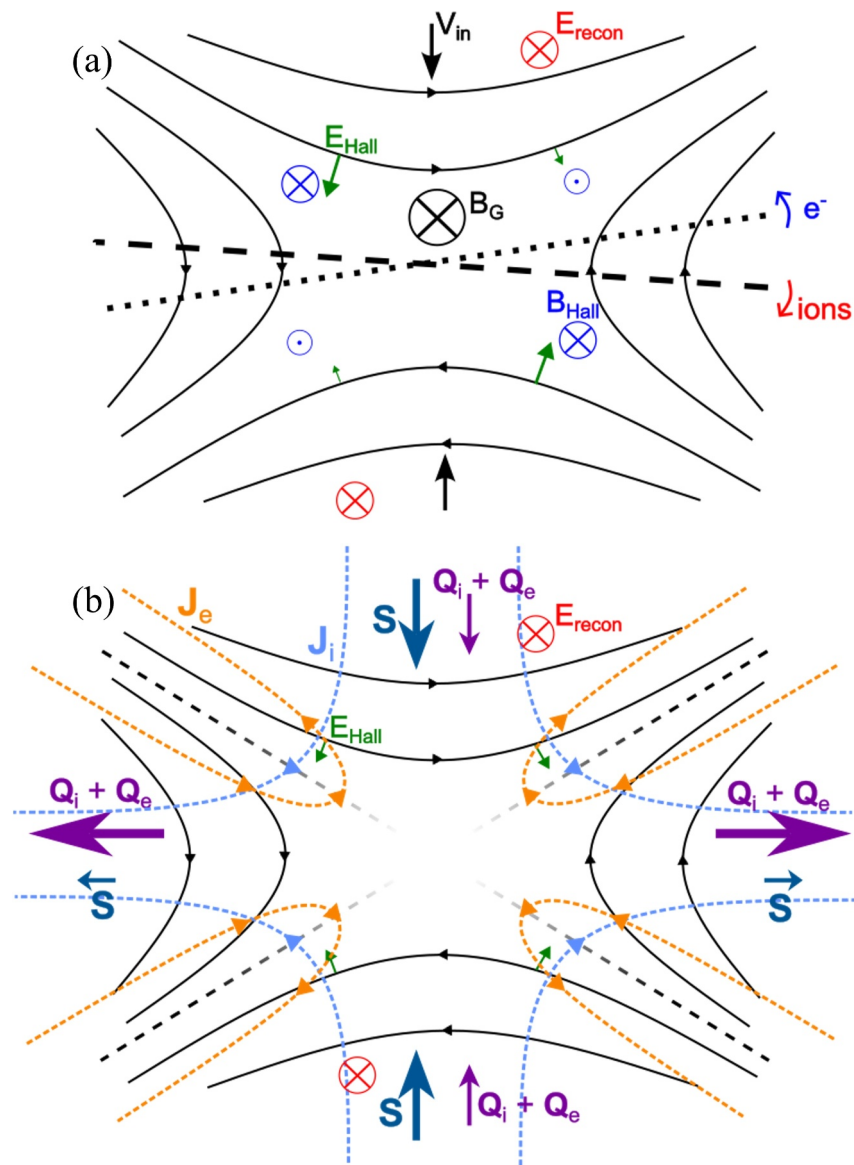 (a)
V_in
E_recon
E_Hall
B_G
e⁻
B_Hall
ions
(b)
J_e
J_i
S
Q_i + Q_e
E_recon
E_Hall
Q_i + Q_e
Q_i + Q_e
S
S
S
Q_i + Q_e